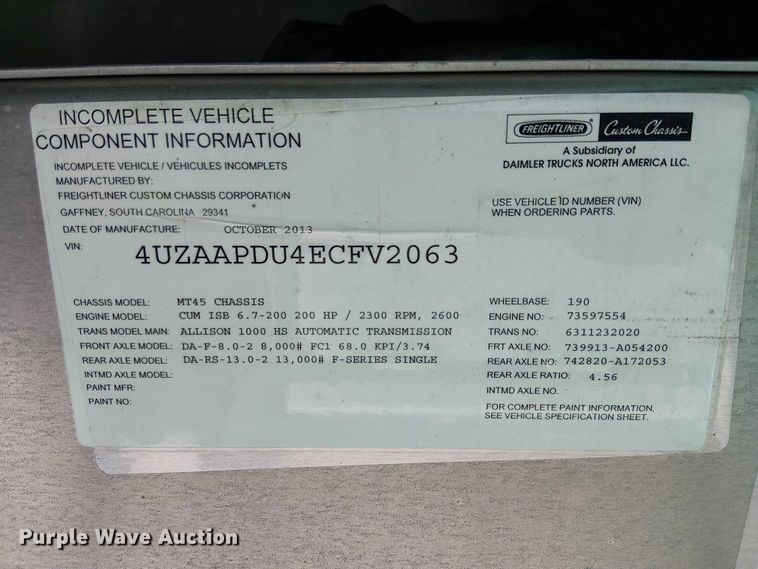 INCOMPLETE VEHICLE
COMPONENT INFORMATION
INCOMPLETE VEHICLE / VEHICULES INCOMPLETS
MANUFACTURED BY:
FREIGHTLINER CUSTOM CHASSIS CORPORATION
GAFFNEY, SOUTH CAROLINA 29341
DATE OF MANUFACTURE: OCTOBER 2013
VIN:
4UZAAPDU4ECFV2063
FREIGHTLINER Custom Chassis
A Subsidiary of
DAIMLER TRUCKS NORTH AMERICA LLC.
USE VEHICLE ID NUMBER (VIN)
WHEN ORDERING PARTS.
CHASSIS MODEL: MT45 CHASSIS
ENGINE MODEL: CUM ISB 6.7-200 200 HP / 2300 RPM, 2600
TRANS MODEL MAIN: ALLISON 1000 HS AUTOMATIC TRANSMISSION
FRONT AXLE MODEL: DA-F-8.0-2 8,000# FC1 68.0 KPI/3.74
REAR AXLE MODEL: DA-RS-13.0-2 13,000# F-SERIES SINGLE
INTMD AXLE MODEL:
PAINT MFR:
PAINT NO:
WHEELBASE: 190
ENGINE NO: 73597554
TRANS NO: 6311232020
FRT AXLE NO: 739913-A054200
REAR AXLE NO: 742820-A172053
REAR AXLE RATIO: 4.56
INTMD AXLE NO.
FOR COMPLETE PAINT INFORMATION,
SEE VEHICLE SPECIFICATION SHEET.
Purple Wave Auction